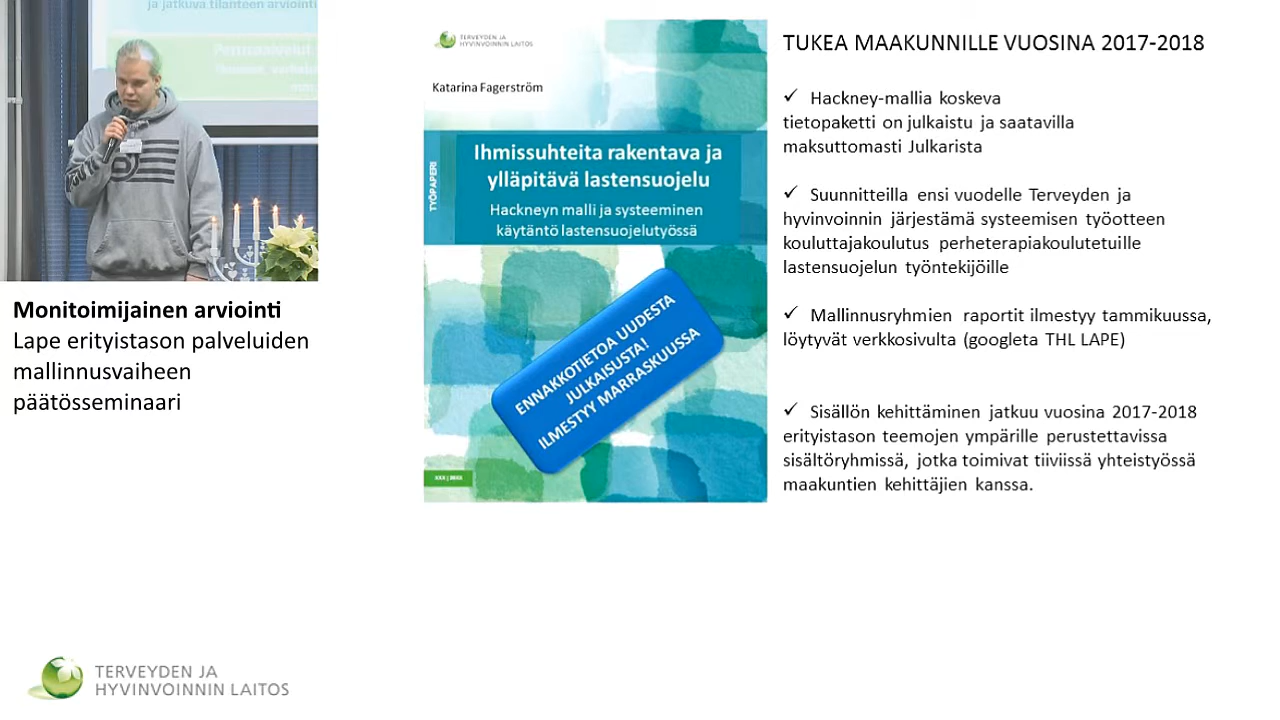 ja jatkuva tilanteen arviointi
Monitoimijainen arviointi
Lape erityistason palveluiden
mallinnusvaiheen
päätösseminaari
TERVEYDEN JA
HYVINVOINNIN LAITOS
TERVEYDEN JA
HYVINVOINNIN LAITOS
Katarina Fagerström
TYÖPAPERI
Ihmissuhteita rakentava ja
ylläpitävä lastensuojelu
Hackneyn malli ja systeeminen
käytäntö lastensuojelutyössä
ENNAKKOTIETOA UUDESTA
JULKAISUSTA!
ILMESTYY MARRASKUUSSA
TUKEA MAAKUNNILLE VUOSINA 2017-2018
✓ Hackney-mallia koskeva
tietopaketti on julkaistu ja saatavilla
maksuttomasti Julkarista
✓ Suunnitteilla ensi vuodelle Terveyden ja
hyvinvoinnin järjestämä systeemisen työotteen
kouluttajakoulutus perheterapiakoulutetuille
lastensuojelun työntekijöille
✓ Mallinnusryhmien raportit ilmestyy tammikuussa,
löytyvät verkkosivulta (googleta THL LAPE)
✓ Sisällön kehittäminen jatkuu vuosina 2017-2018
erityistason teemojen ympärille perustettavissa
sisältöryhmissä, jotka toimivat tiiviissä yhteistyössä
maakuntien kehittäjien kanssa.